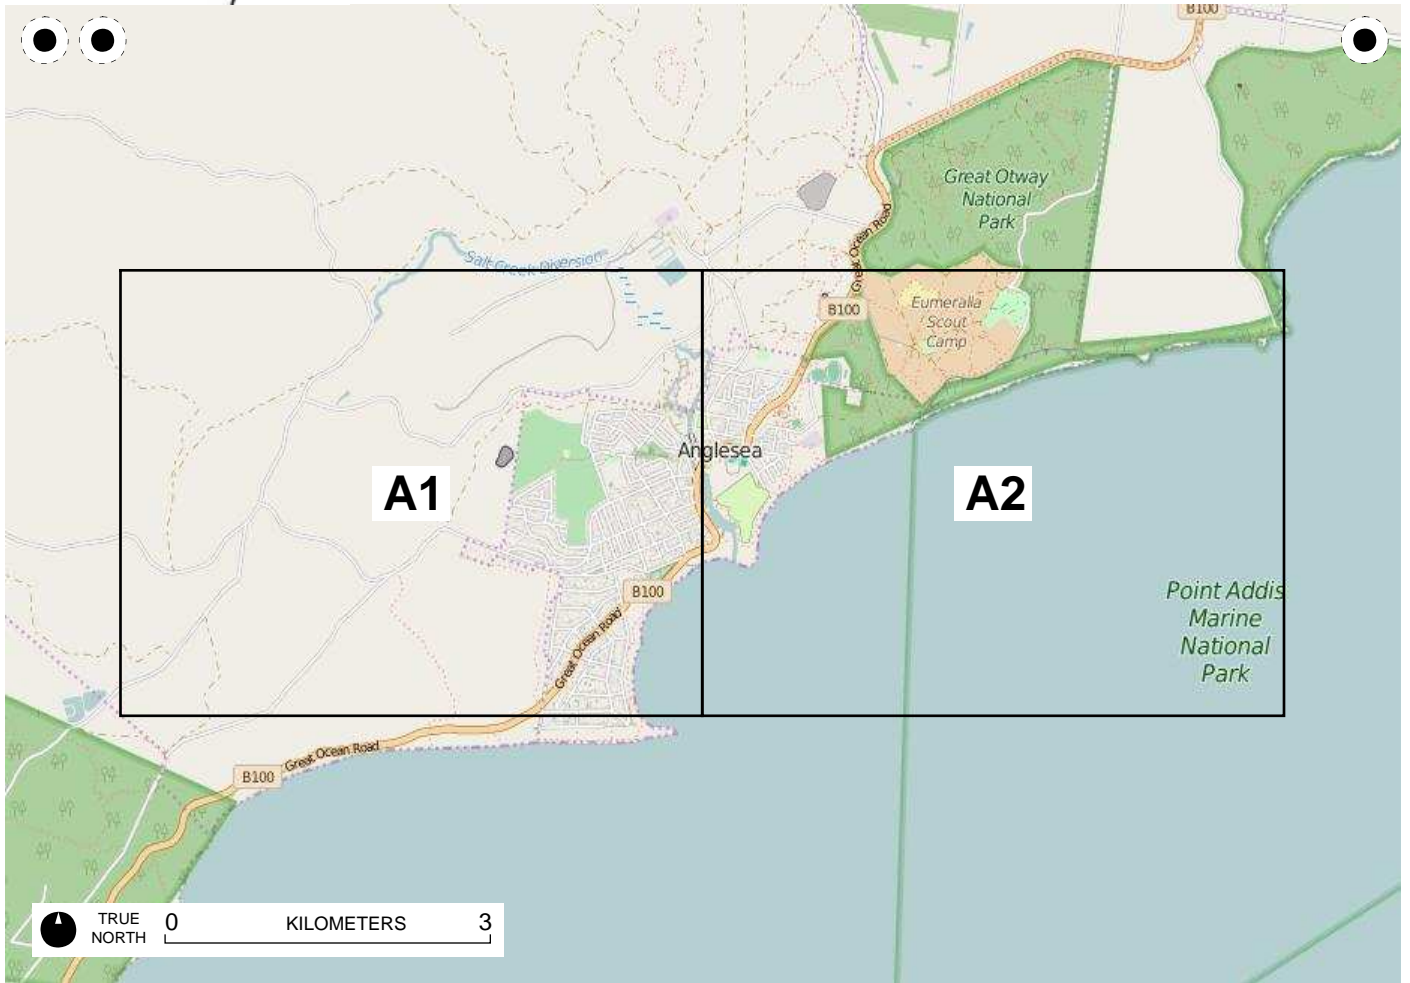 B100
Great Otway
National
Park
Great Ocean Road
Salt Creek Diversion
B100
Eumeralia
Scout
Camp
Anglesea
A1
A2
B100
Great Ocean Road
Point Addis
Marine
National
Park
Great Ocean Road
B100
TRUE
NORTH
0 KILOMETERS 3